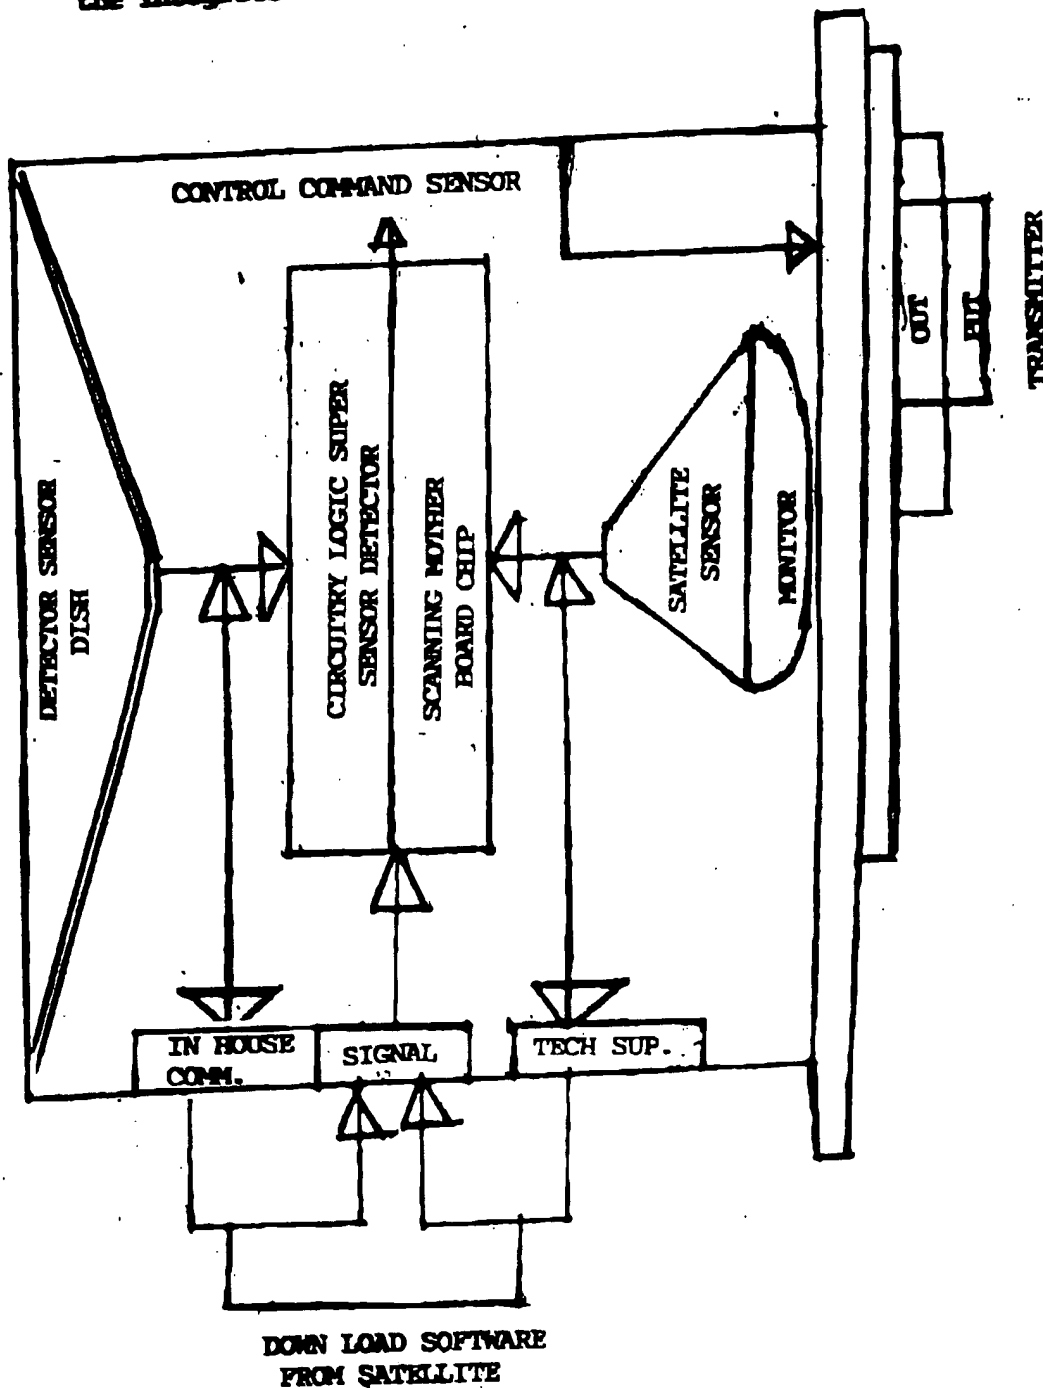 CONTROL COMMAND SENSOR
DETECTOR SENSOR
DISH
CIRCUITRY LOGIC SUPER
SENSOR DETECTOR
SCANNING MOTHER
BOARD CHIP
SATELLITE
SENSOR
MONITOR
OUT
PUT
TRANSMITTER
IN HOUSE
COMM.
SIGNAL
TECH SUP.
DOWN LOAD SOFTWARE
FROM SATELLITE